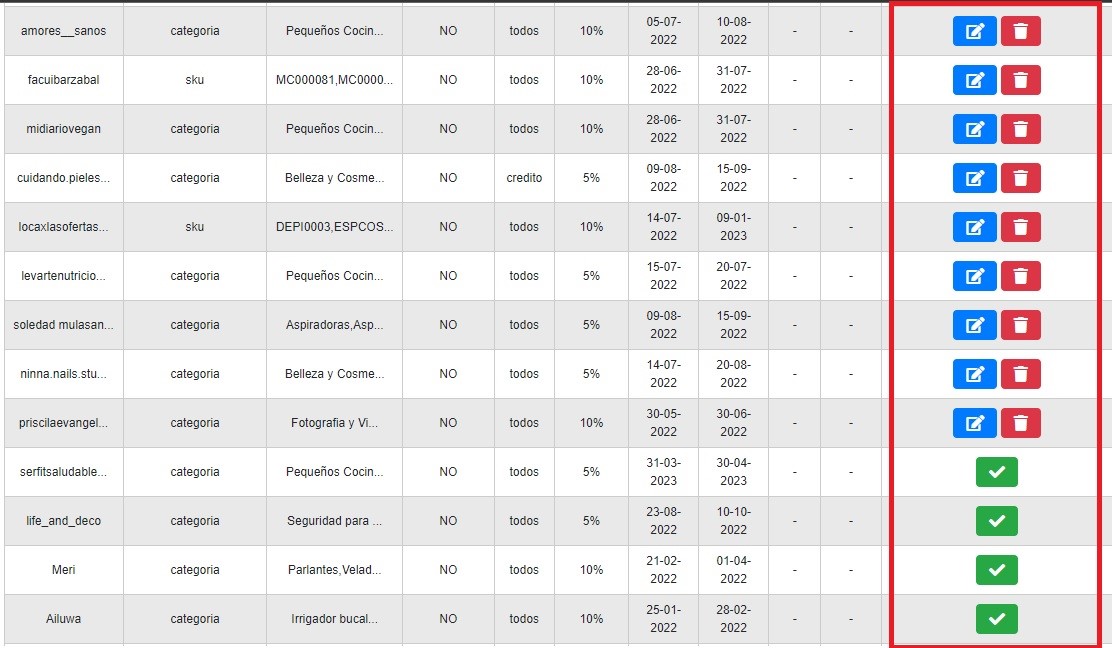 amores__sanos categoria Pequeños Cocin... NO todos 10% 05-07-2022 10-08-2022 - -
facuibarzabal sku MC000081,MC0000... NO todos 10% 28-06-2022 31-07-2022 - -
midiariovegan categoria Pequeños Cocin... NO todos 10% 28-06-2022 31-07-2022 - -
cuidando.pieles... categoria Belleza y Cosme... NO credito 5% 09-08-2022 15-09-2022 - -
locaxlasofertas... sku DEPI0003,ESPCOS... NO todos 10% 14-07-2022 09-01-2023 - -
levartenutricio... categoria Pequeños Cocin... NO todos 5% 15-07-2022 20-07-2022 - -
soledad mulasan... categoria Aspiradoras,Asp... NO todos 5% 09-08-2022 15-09-2022 - -
ninna.nails.stu... categoria Belleza y Cosme... NO todos 5% 14-07-2022 20-08-2022 - -
priscilaevangel... categoria Fotografia y Vi... NO todos 10% 30-05-2022 30-06-2022 - -
serfitsaludable... categoria Pequeños Cocin... NO todos 5% 31-03-2023 30-04-2023 - -
life_and_deco categoria Seguridad para ... NO todos 5% 23-08-2022 10-10-2022 - -
Meri categoria Parlantes,Velad... NO todos 10% 21-02-2022 01-04-2022 - -
Ailuwa categoria Irrigador bucal... NO todos 10% 25-01-2022 28-02-2022 - -